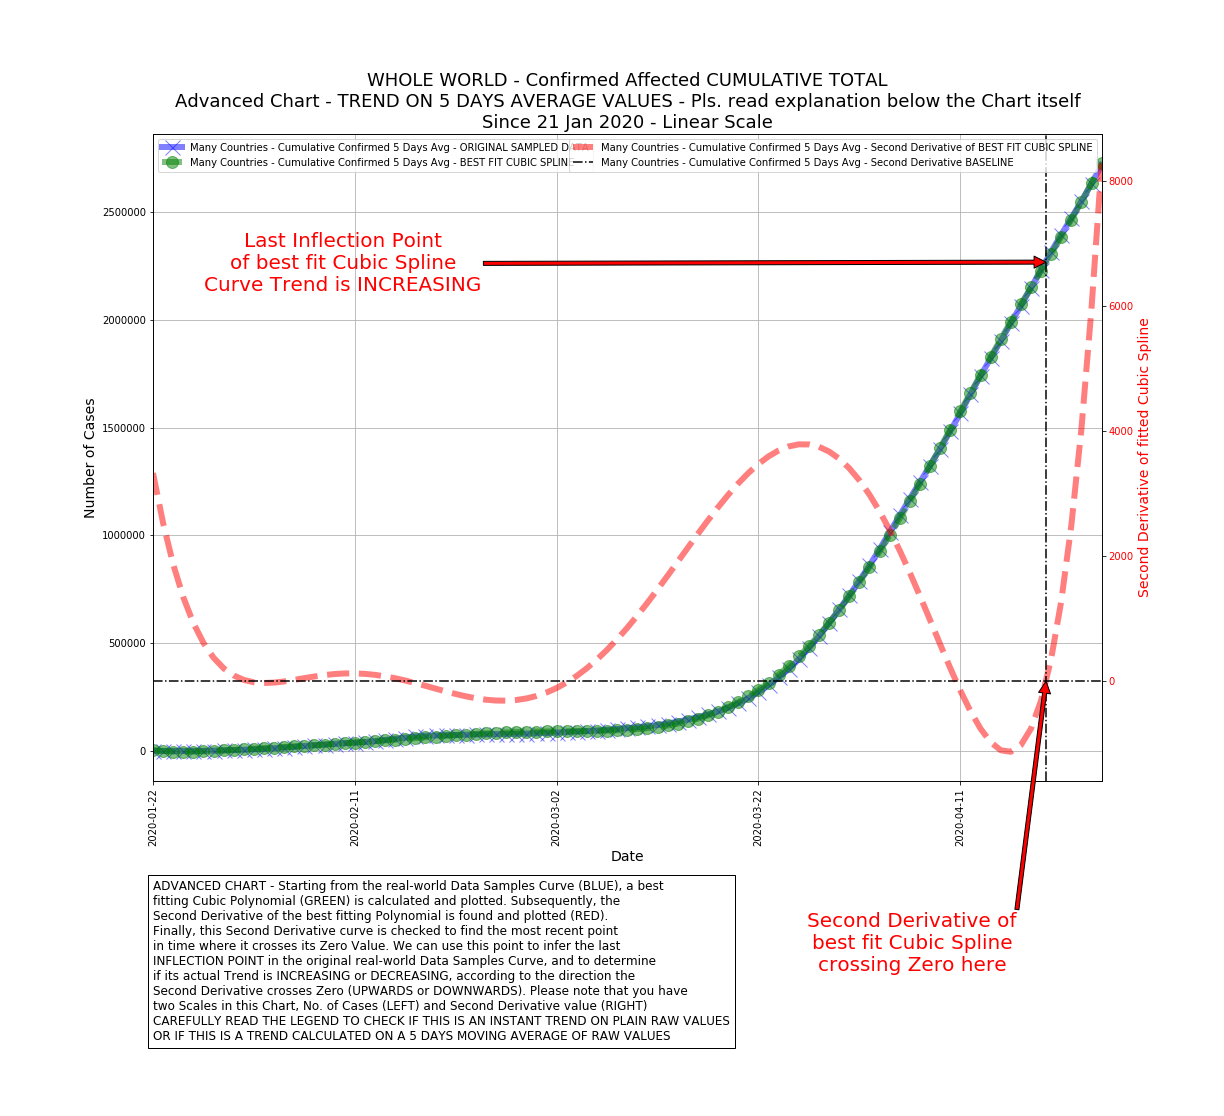 WHOLE WORLD - Confirmed Affected CUMULATIVE TOTAL
Advanced Chart - TREND ON 5 DAYS AVERAGE VALUES - Pls. read explanation below the Chart itself
Since 21 Jan 2020 - Linear Scale
Many Countries - Cumulative Confirmed 5 Days Avg - ORIGINAL SAMPLED DATA
Many Countries - Cumulative Confirmed 5 Days Avg - BEST FIT CUBIC SPLIN
Many Countries - Cumulative Confirmed 5 Days Avg - Second Derivative of BEST FIT CUBIC SPLINE
Many Countries - Cumulative Confirmed 5 Days Avg - Second Derivative BASELINE
Last Inflection Point
of best fit Cubic Spline
Curve Trend is INCREASING
Number of Cases
2500000
2000000
1500000
1000000
500000
0
8000
6000
4000
2000
0
Second Derivative of fitted Cubic Spline
2020-01-22
2020-02-11
2020-03-02
2020-03-22
2020-04-11
Date
ADVANCED CHART - Starting from the real-world Data Samples Curve (BLUE), a best
fitting Cubic Polynomial (GREEN) is calculated and plotted. Subsequently, the
Second Derivative of the best fitting Polynomial is found and plotted (RED).
Finally, this Second Derivative curve is checked to find the most recent point
in time where it crosses its Zero Value. We can use this point to infer the last
INFLECTION POINT in the original real-world Data Samples Curve, and to determine
if its actual Trend is INCREASING or DECREASING, according to the direction the
Second Derivative crosses Zero (UPWARDS or DOWNWARDS). Please note that you have
two Scales in this Chart, No. of Cases (LEFT) and Second Derivative value (RIGHT)
CAREFULLY READ THE LEGEND TO CHECK IF THIS IS AN INSTANT TREND ON PLAIN RAW VALUES
OR IF THIS IS A TREND CALCULATED ON A 5 DAYS MOVING AVERAGE OF RAW VALUES
Second Derivative of
best fit Cubic Spline
crossing Zero here